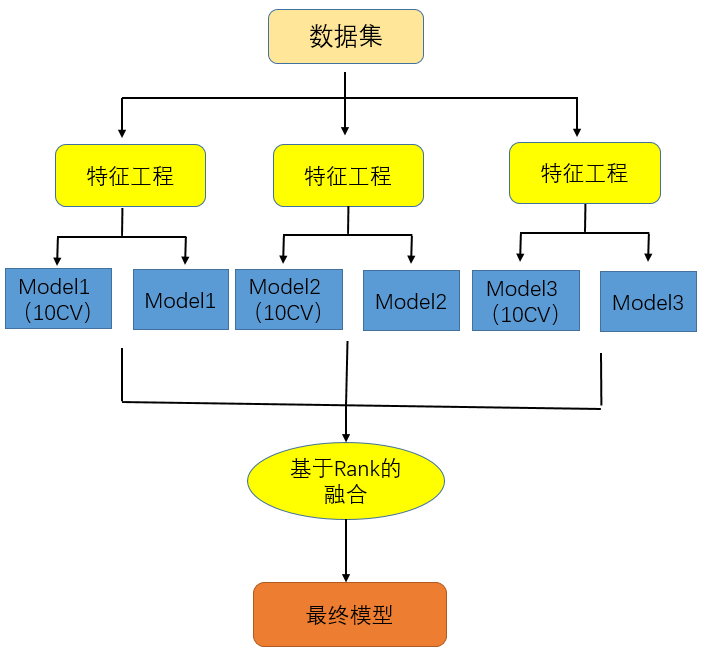 数据集
特征工程
特征工程
特征工程
Model1
（10CV）
Model1
Model2
（10CV）
Model2
Model3
（10CV）
Model3
基于Rank的
融合
最终模型